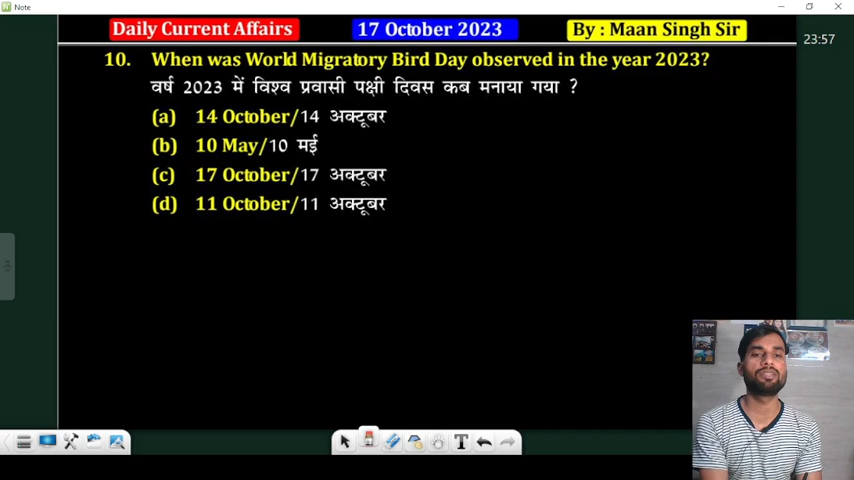 Note
Daily Current Affairs 17 October 2023 By : Maan Singh Sir
23:57
10. When was World Migratory Bird Day observed in the year 2023?
वर्ष 2023 में विश्व प्रवासी पक्षी दिवस कब मनाया गया ?
(a) 14 October/14 अक्टूबर
(b) 10 May/10 मई
(c) 17 October/17 अक्टूबर
(d) 11 October/11 अक्टूबर